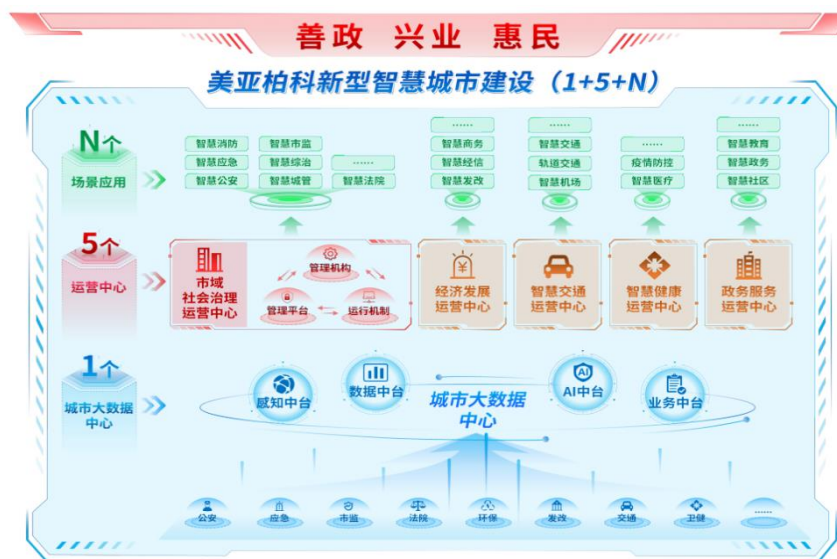 善政 兴业 惠民
美亚柏科新型智慧城市建设（1+5+N）
N个
场景应用
智慧消防
智慧应急
智慧公安
智慧市监
智慧综治
智慧城管
……
智慧法院
……
智慧商务
智慧经信
智慧发改
……
智慧交通
轨道交通
智慧机场
……
疫情防控
智慧医疗
……
智慧教育
智慧政务
智慧社区
5个
运营中心
市域
社会治理
运营中心
管理机构
管理平台
运行机制
经济发展
运营中心
智慧交通
运营中心
智慧健康
运营中心
政务服务
运营中心
1个
城市大数据
中心
感知中台
数据中台
AI
AI中台
业务中台
城市大数据
中心
公安
应急
市监
法院
环保
发改
交通
卫健
……